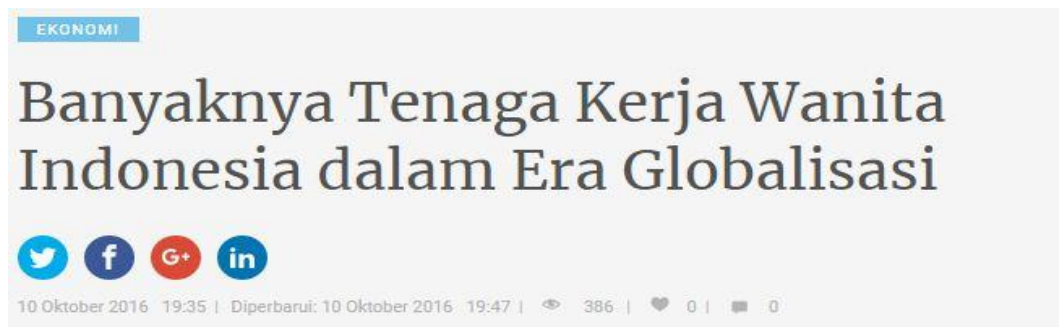 EKONOMI
Banyaknya Tenaga Kerja Wanita
Indonesia dalam Era Globalisasi
f G+ in
10 Oktober 2016 19:35 | Diperbarui: 10 Oktober 2016 19:47 | 386 | 0 | 0